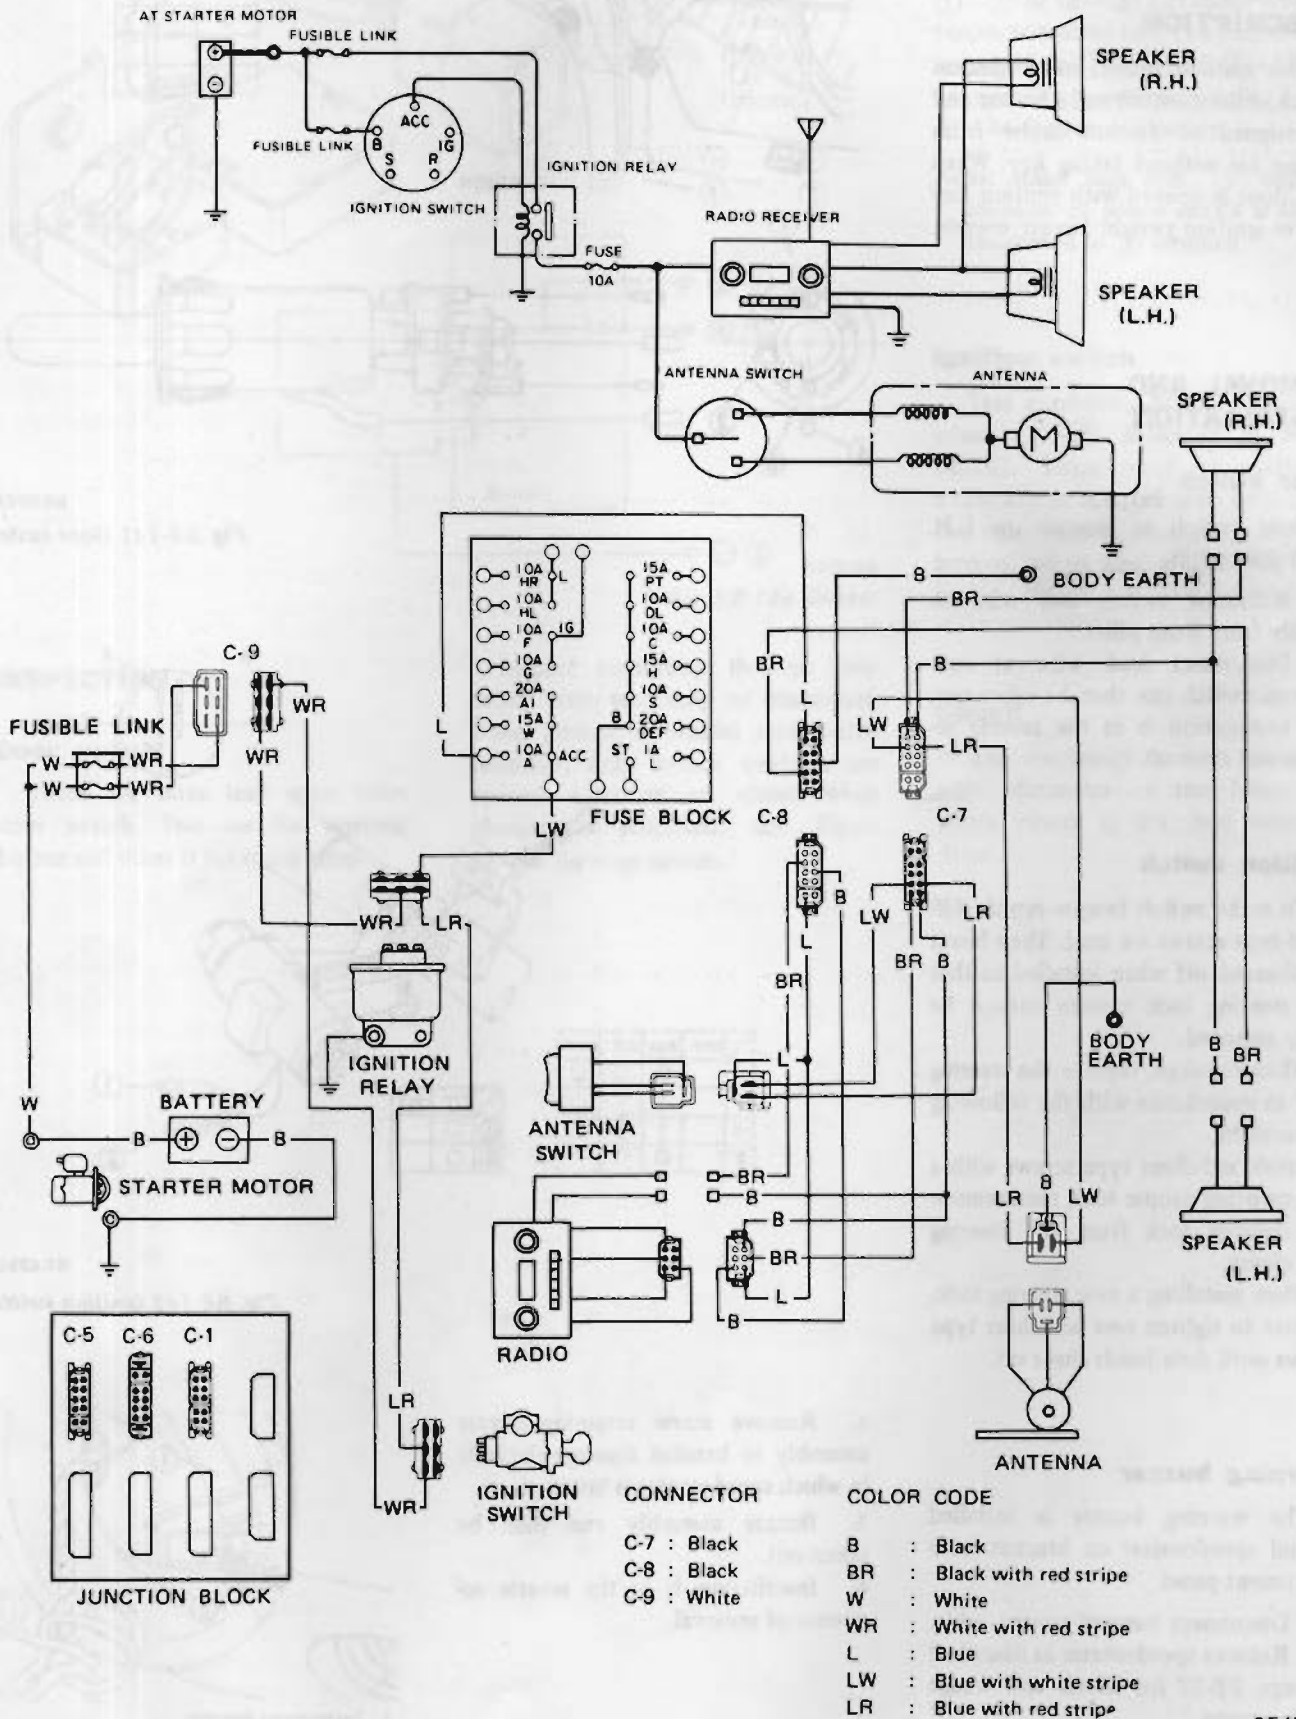 AT STARTER MOTOR
FUSIBLE LINK
ACC
B
IG
S
R
FUSIBLE LINK
IGNITION SWITCH
IGNITION RELAY
FUSE
10A
RADIO RECEIVER
SPEAKER
(R.H.)
SPEAKER
(L.H.)
ANTENNA SWITCH
ANTENNA
M
SPEAKER
(R.H.)
10A
HR
L
15A
PT
10A
HL
10A
DL
10A
F
IG
10A
C
10A
G
15A
H
20A
AI
10A
S
15A
W
B
20A
DEF
10A
A
ACC
ST
1A
L
FUSE BLOCK
L
LW
B
BODY EARTH
BR
BR
B
L
LW
LR
C-8
C-7
C-9
WR
WR
FUSIBLE LINK
W
WR
W
WR
WR
LR
IGNITION
RELAY
B
LW
LR
L
BR
BR
B
L
ANTENNA
SWITCH
BODY
EARTH
B
BR
W
BATTERY
B
B
STARTER MOTOR
BR
B
B
BR
L
B
RADIO
B
LR
LW
SPEAKER
(L.H.)
ANTENNA
C-5
C-6
C-1
JUNCTION BLOCK
LR
WR
IGNITION
SWITCH
CONNECTOR
C-7 : Black
C-8 : Black
C-9 : White
COLOR CODE
B : Black
BR : Black with red stripe
W : White
WR : White with red stripe
L : Blue
LW : Blue with white stripe
LR : Blue with red stripe